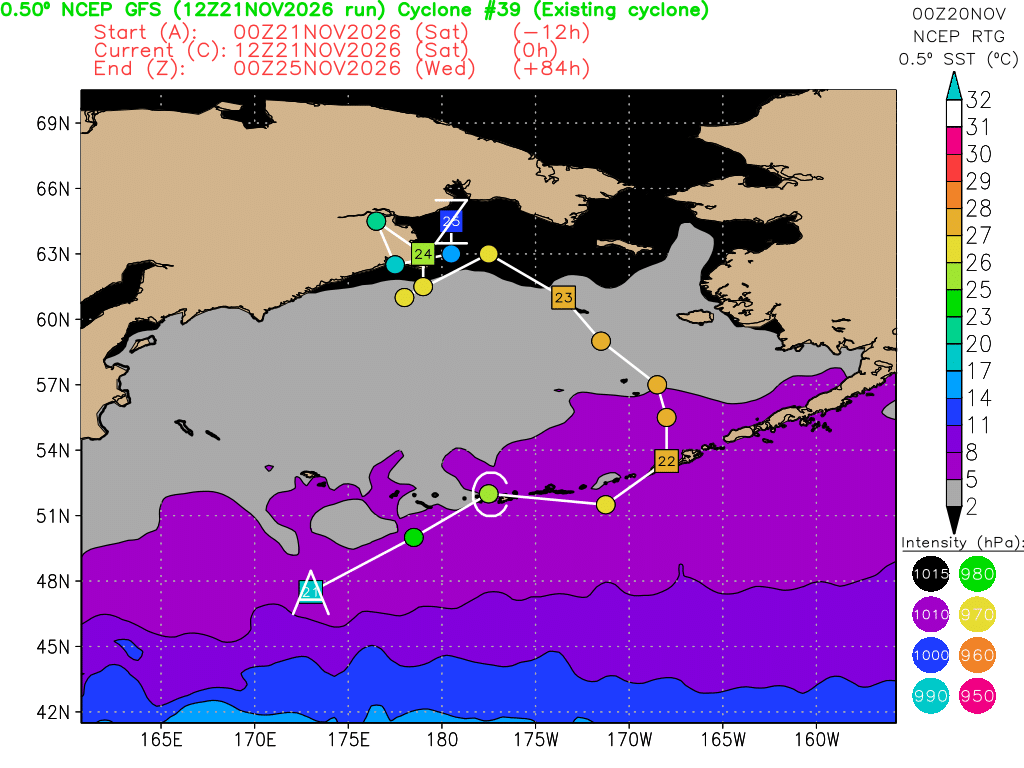 0.50º NCEP GFS (12Z21NOV2026 run) Cyclone #39 (Existing cyclone)
Start (A): 00Z21NOV2026 (Sat) (−12h)
Current (C): 12Z21NOV2026 (Sat) (0h)
End (Z): 00Z25NOV2026 (Wed) (+84h)
00Z20NOV
NCEP RTG
0.5º SST (ºC)
32
31
30
29
28
27
26
25
23
20
17
14
11
8
5
2
69N
66N
63N
60N
57N
54N
51N
48N
45N
42N
165E
170E
175E
180
175W
170W
165W
160W
Z
25
24
23
22
C
A
21
Intensity (hPa):
1015 980
1010 970
1000 960
990 950